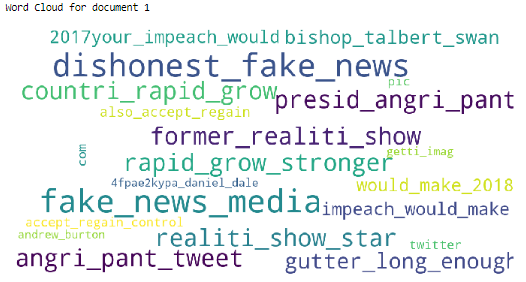 Word Cloud for document 1
2017your_impeach_would bishop_talbert_swan
dishonest_fake_news
countri_rapid_grow pic
presid_angri_pant
also_accept_regain
former_realiti_show
com getti_imag
rapid_grow_stronger
4fpae2kypa_daniel_dale would_make_2018
fake_news_media impeach_would_make
accept_regain_control
andrew_burton realiti_show_star twitter
angri_pant_tweet gutter_long_enough